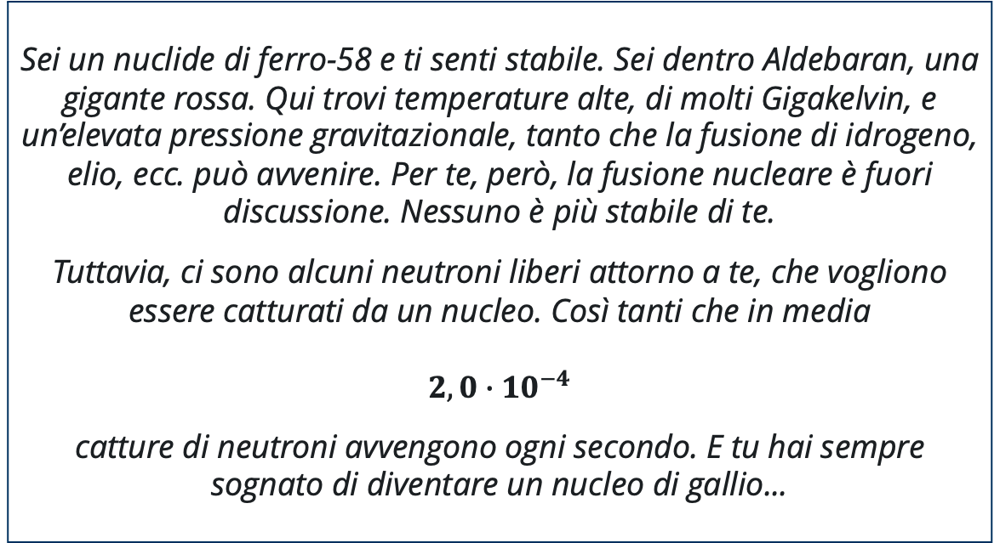 Sei un nuclide di ferro-58 e ti senti stabile. Sei dentro Aldebaran, una
gigante rossa. Qui trovi temperature alte, di molti Gigakelvin, e
un’elevata pressione gravitazionale, tanto che la fusione di idrogeno,
elio, ecc. può avvenire. Per te, però, la fusione nucleare è fuori
discussione. Nessuno è più stabile di te.
Tuttavia, ci sono alcuni neutroni liberi attorno a te, che vogliono
essere catturati da un nucleo. Così tanti che in media
2,0 · 10⁻⁴
catture di neutroni avvengono ogni secondo. E tu hai sempre
sognato di diventare un nucleo di gallio...